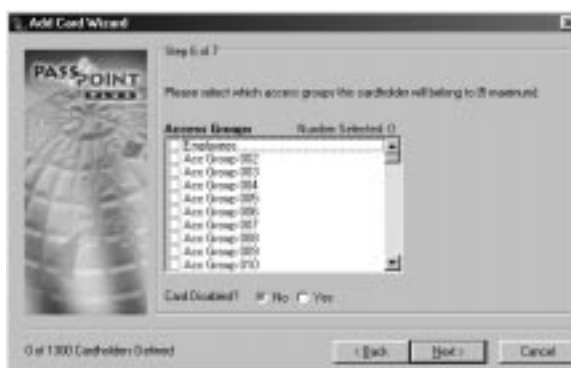 Add Card Wizard
PASSPOINT
PLUS
Step 6 of 7
Please select which access groups this cardholder will belong to (8 maximum)
Access Groups Number Selected: 0
Employees
Acc Group 002
Acc Group 003
Acc Group 004
Acc Group 005
Acc Group 006
Acc Group 007
Acc Group 008
Acc Group 009
Acc Group 010
Card Disabled? No Yes
0 of 1300 Cardholders Defined
< Back Next > Cancel